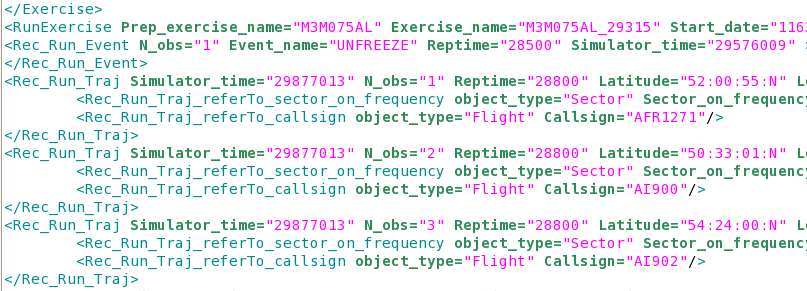 </Exercise>
<RunExercise Prep_exercise_name="M3M075AL" Exercise_name="M3M075AL_29315" Start_date="1163
<Rec_Run_Event N_obs="1" Event_name="UNFREEZE" Reptime="28500" Simulator_time="29576009" >
</Rec_Run_Event>
<Rec_Run_Traj Simulator_time="29877013" N_obs="1" Reptime="28800" Latitude="52:00:55:N" Lo
<Rec_Run_Traj_referTo_sector_on_frequency object_type="Sector" Sector_on_frequency
<Rec_Run_Traj_referTo_callsign object_type="Flight" Callsign="AFR1271"/>
</Rec_Run_Traj>
<Rec_Run_Traj Simulator_time="29877013" N_obs="2" Reptime="28800" Latitude="50:33:01:N" Lo
<Rec_Run_Traj_referTo_sector_on_frequency object_type="Sector" Sector_on_frequency
<Rec_Run_Traj_referTo_callsign object_type="Flight" Callsign="AI900"/>
</Rec_Run_Traj>
<Rec_Run_Traj Simulator_time="29877013" N_obs="3" Reptime="28800" Latitude="54:24:00:N" Lo
<Rec_Run_Traj_referTo_sector_on_frequency object_type="Sector" Sector_on_frequency
<Rec_Run_Traj_referTo_callsign object_type="Flight" Callsign="AI902"/>
</Rec_Run_Traj>